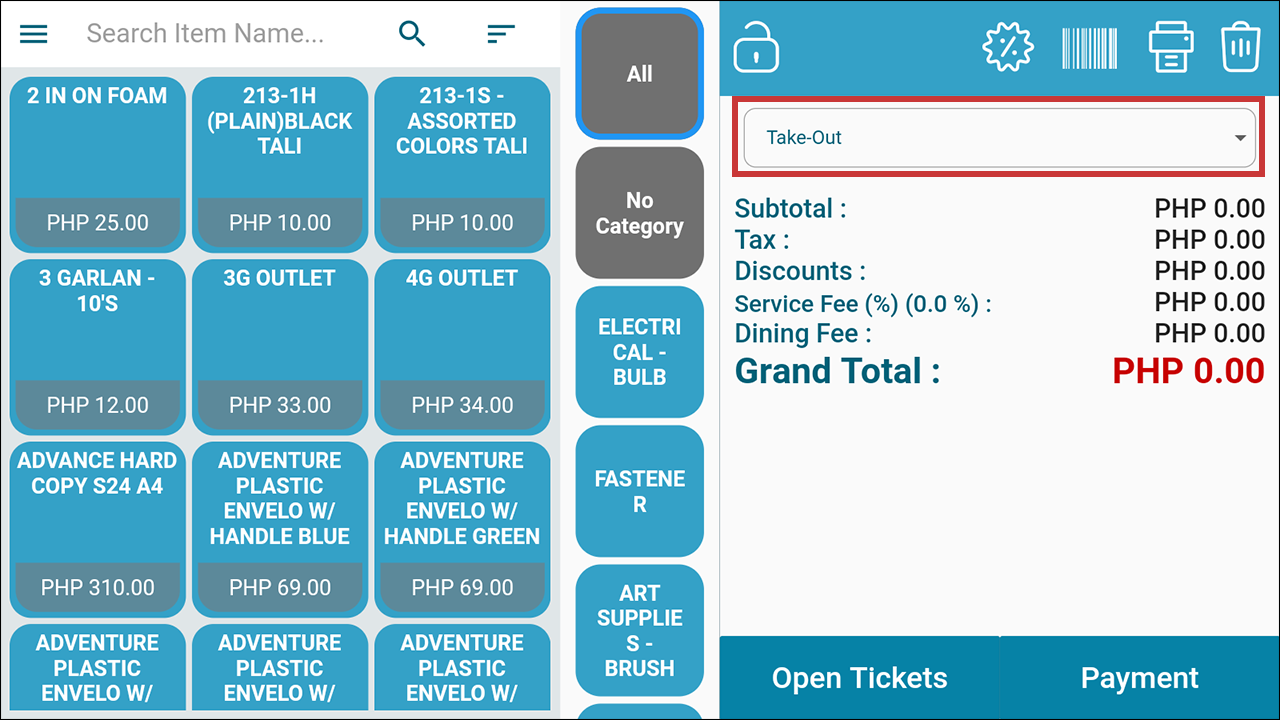 Search Item Name...
2 IN ON FOAM
PHP 25.00
213-1H
(PLAIN)BLACK
TALI
PHP 10.00
213-1S -
ASSORTED
COLORS TALI
PHP 10.00
3 GARLAN -
10'S
PHP 12.00
3G OUTLET
PHP 33.00
4G OUTLET
PHP 34.00
ADVANCE HARD
COPY S24 A4
PHP 310.00
ADVENTURE
PLASTIC
ENVELO W/
HANDLE BLUE
PHP 69.00
ADVENTURE
PLASTIC
ENVELO W/
HANDLE GREEN
PHP 69.00
ADVENTURE
PLASTIC
ENVELO W/
ADVENTURE
PLASTIC
ENVELO W/
ADVENTURE
PLASTIC
ENVELO W/
All
No
Category
ELECTRI
CAL -
BULB
FASTENE
R
ART
SUPPLIE
S -
BRUSH
Take-Out
Subtotal : PHP 0.00
Tax : PHP 0.00
Discounts : PHP 0.00
Service Fee (%) (0.0 %) : PHP 0.00
Dining Fee : PHP 0.00
Grand Total : PHP 0.00
Open Tickets
Payment